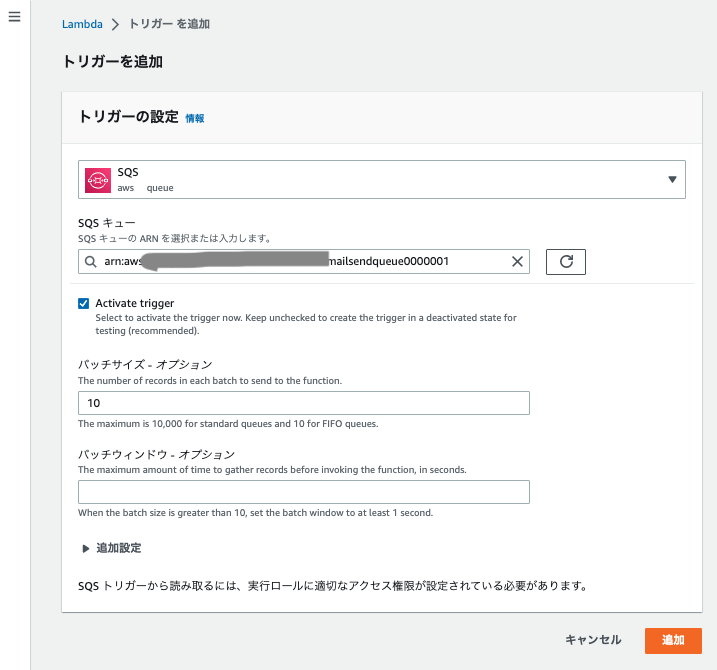 Lambda > トリガー を追加
トリガーを追加
トリガーの設定 情報
SQS
aws queue
SQS キュー
SQS キューの ARN を選択または入力します。
arn:aws mailsendqueue0000001
Activate trigger
Select to activate the trigger now. Keep unchecked to create the trigger in a deactivated state for
testing (recommended).
バッチサイズ - オプション
The number of records in each batch to send to the function.
10
The maximum is 10,000 for standard queues and 10 for FIFO queues.
バッチウィンドウ - オプション
The maximum amount of time to gather records before invoking the function, in seconds.
When the batch size is greater than 10, set the batch window to at least 1 second.
追加設定
SQS トリガーから読み取るには、実行ロールに適切なアクセス権限が設定されている必要があります。
キャンセル 追加